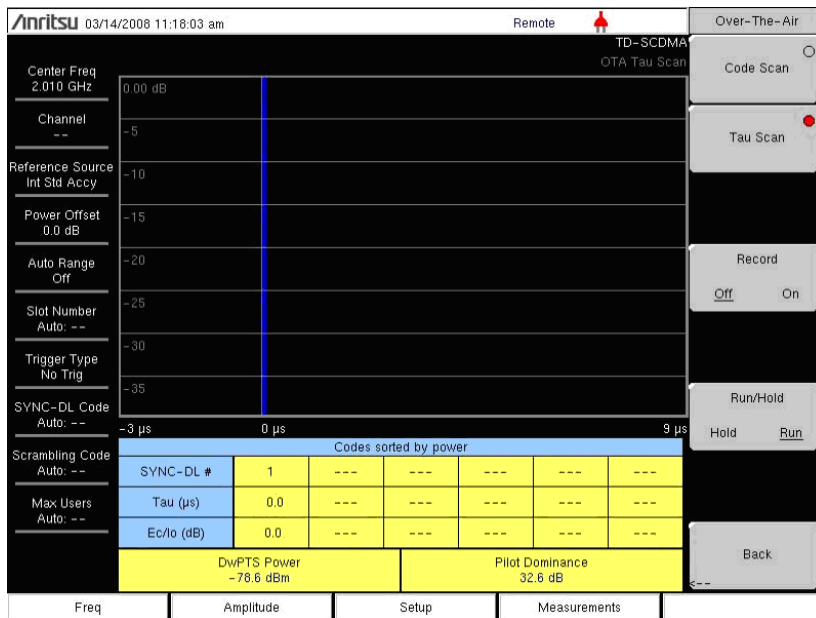 Anritsu 03/14/2008 11:18:03 am
Remote
Over-The-Air
TD-SCDMA
OTA Tau Scan
Center Freq
2.010 GHz
Channel
--
Reference Source
Int Std Accy
Power Offset
0.0 dB
Auto Range
Off
Slot Number
Auto: --
Trigger Type
No Trig
SYNC-DL Code
Auto: --
Scrambling Code
Auto: --
Max Users
Auto: --
0.00 dB
-5
-10
-15
-20
-25
-30
-35
-3 µs 0 µs 9 µs
Codes sorted by power
SYNC-DL # 1 --- --- --- --- ---
Tau (µs) 0.0 --- --- --- --- ---
Ec/Io (dB) 0.0 --- --- --- --- ---
DwPTS Power
-78.6 dBm
Pilot Dominance
32.6 dB
Code Scan
Tau Scan
Record
Off On
Run/Hold
Hold Run
Back
<--
Freq Amplitude Setup Measurements